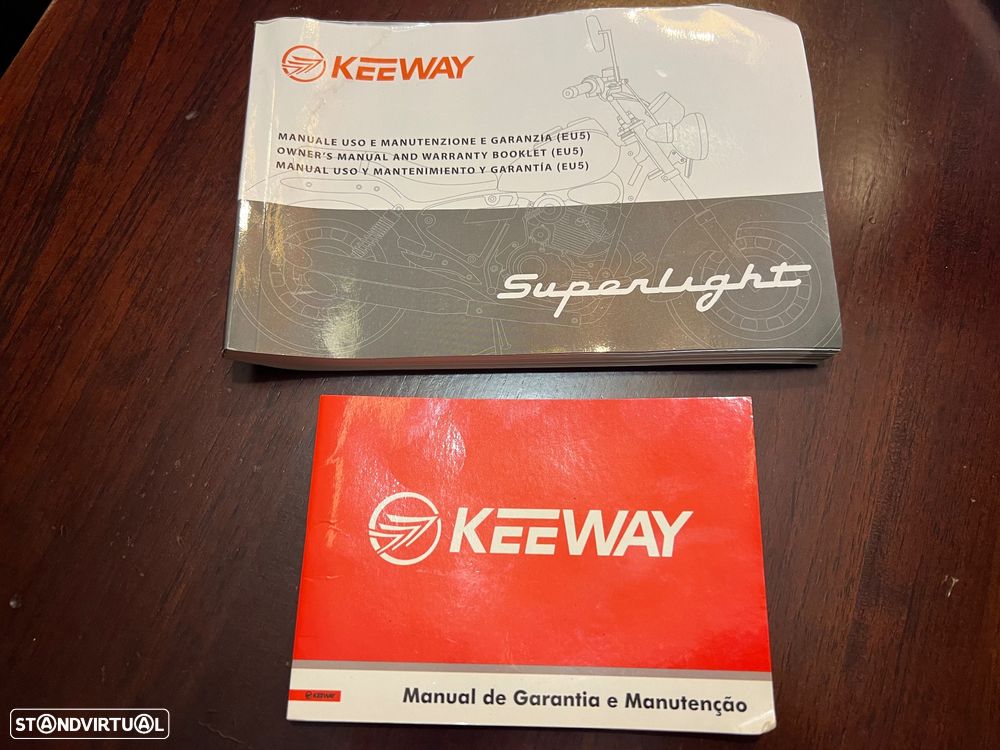 KEEWAY
MANUALE USO E MANUTENZIONE E GARANZIA (EU5)
OWNER'S MANUAL AND WARRANTY BOOKLET (EU5)
MANUAL USO Y MANTENIMIENTO Y GARANTÍA (EU5)
Superlight
KEEWAY
KEEWAY
Manual de Garantia e Manutenção
STANDVIRTUAL